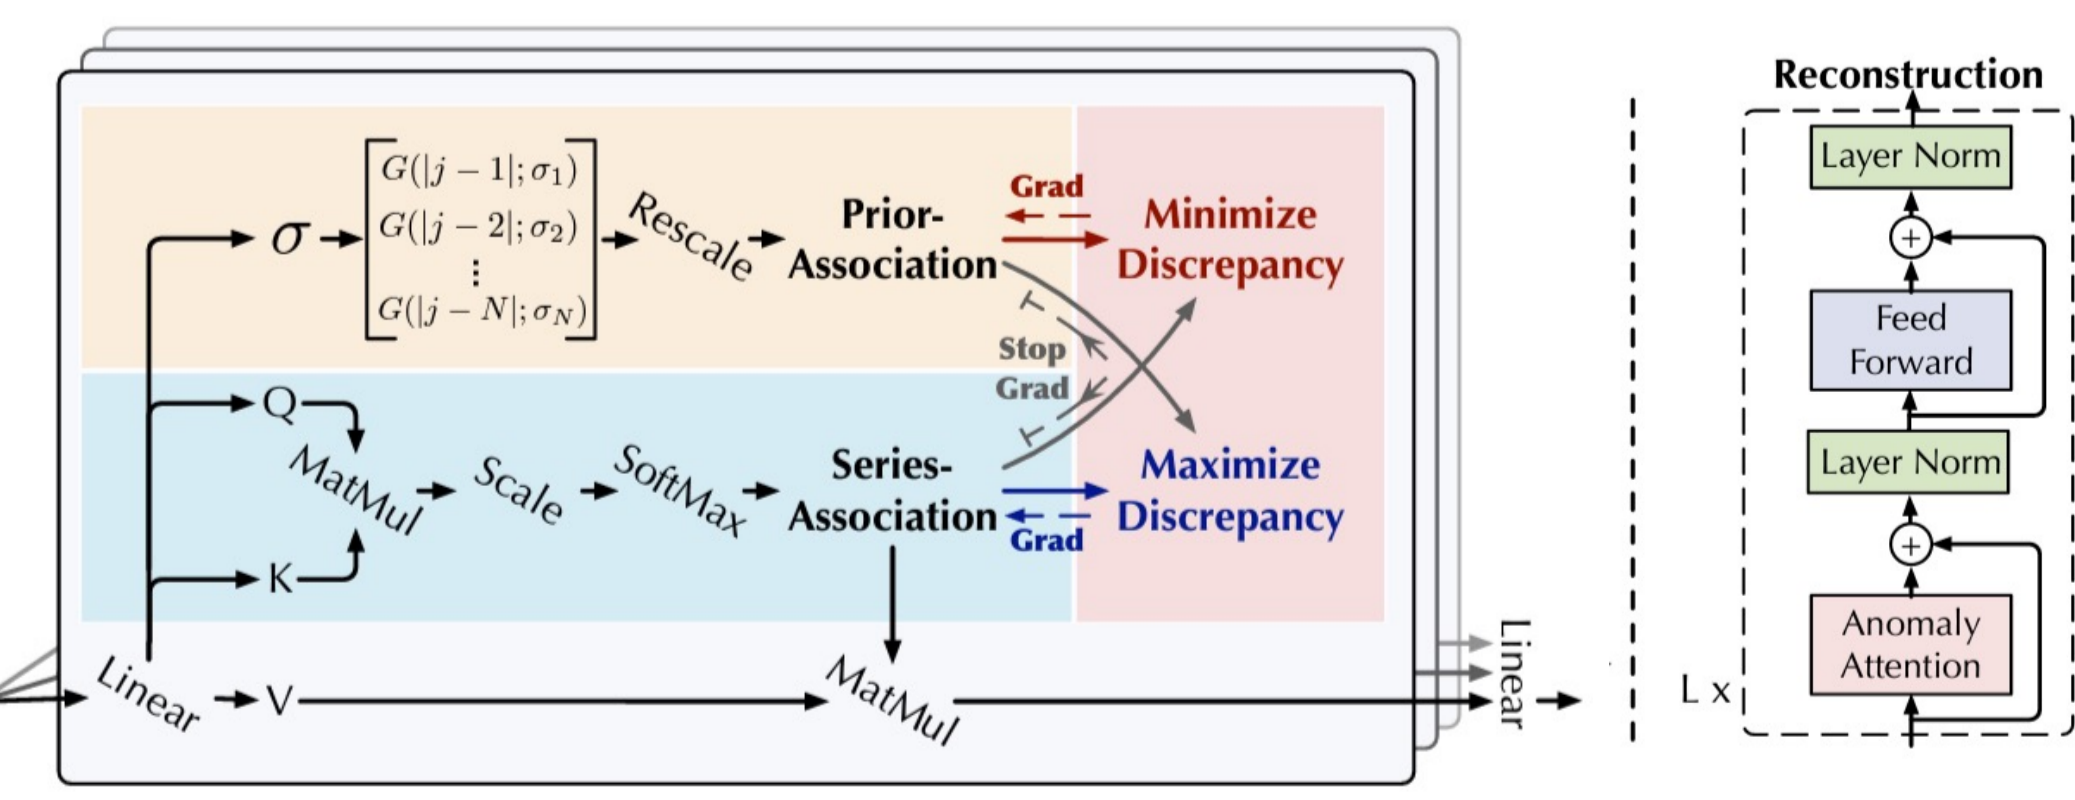 σ
G(|j − 1|; σ₁)
G(|j − 2|; σ₂)
⋮
G(|j − N|; σ_N)
Rescale
Prior-
Association
Grad
Minimize
Discrepancy
Stop
Grad
Q
K
MatMul
Scale
SoftMax
Series-
Association
Maximize
Discrepancy
Grad
Linear
V
MatMul
Linear
Reconstruction
Layer Norm
+
Feed
Forward
Layer Norm
+
Anomaly
Attention
L x